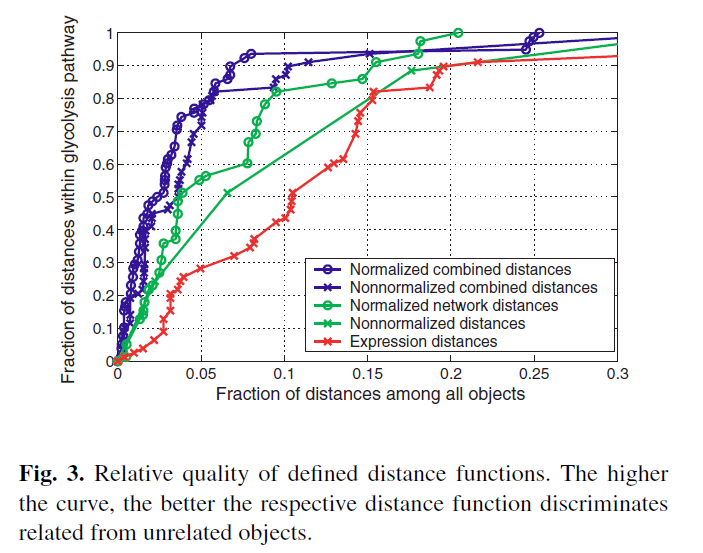 Fraction of distances within glycolysis pathway
1
0.9
0.8
0.7
0.6
0.5
0.4
0.3
0.2
0.1
0
0 0.05 0.1 0.15 0.2 0.25 0.3
Fraction of distances among all objects
Normalized combined distances
Nonnormalized combined distances
Normalized network distances
Nonnormalized distances
Expression distances
Fig. 3. Relative quality of defined distance functions. The higher
the curve, the better the respective distance function discriminates
related from unrelated objects.